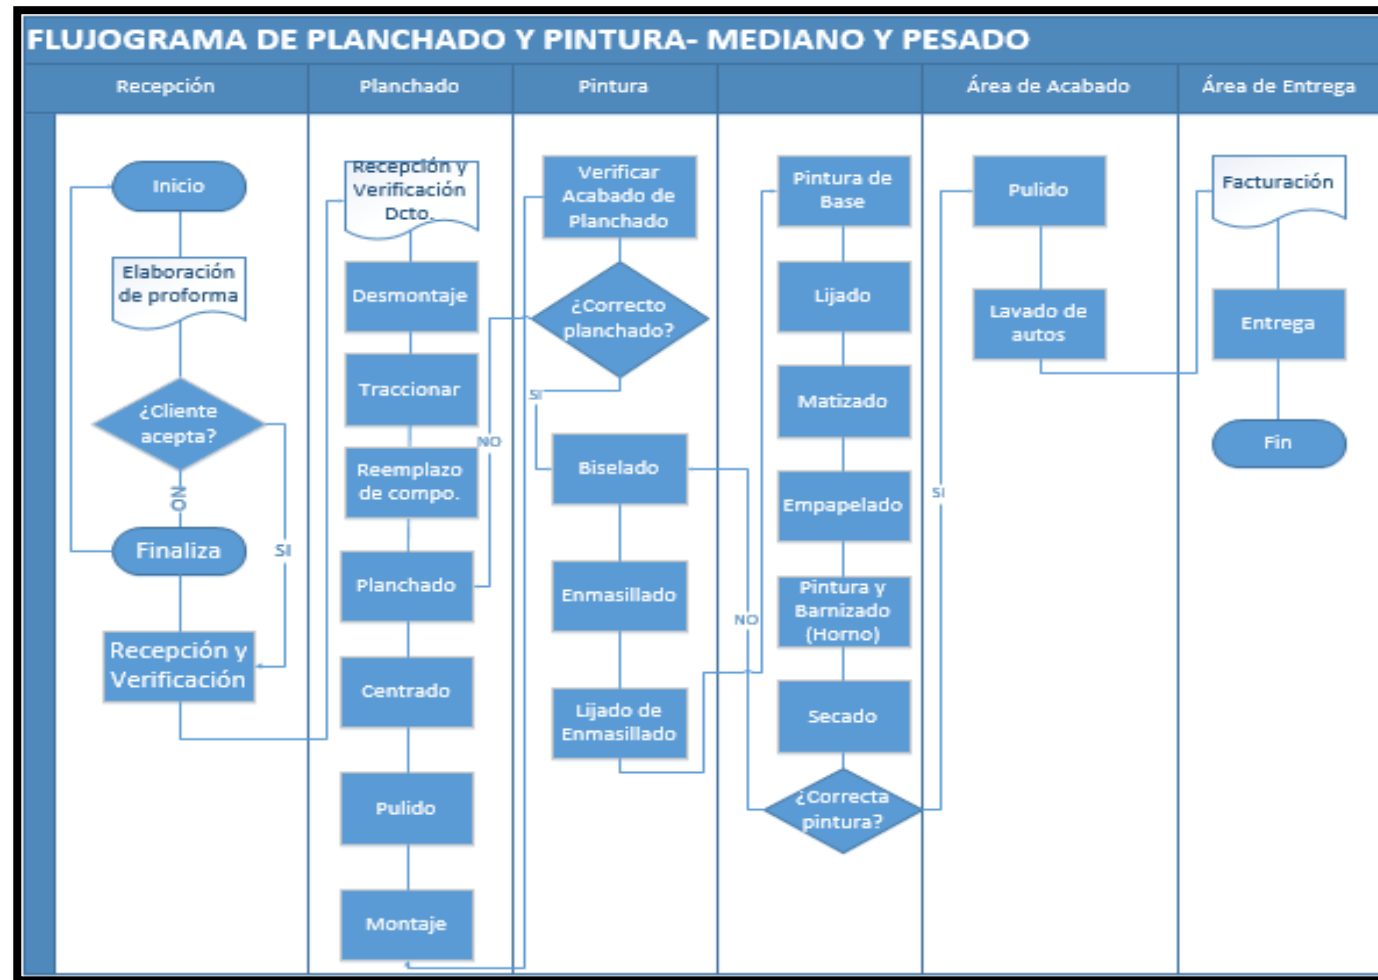 FLUJOGRAMA DE PLANCHADO Y PINTURA- MEDIANO Y PESADO
Recepción
Planchado
Pintura
Área de Acabado
Área de Entrega
Inicio
Elaboración
de proforma
¿Cliente
acepta?
NO
SI
Finaliza
Recepción y
Verificación
Recepción y
Verificación
Dcto.
Desmontaje
Traccionar
Reemplazo
de compo.
Planchado
Centrado
Pulido
Montaje
NO
Verificar
Acabado de
Planchado
¿Correcto
planchado?
SI
Biselado
Enmasillado
Lijado de
Enmasillado
NO
Pintura de
Base
Lijado
Matizado
Empapelado
Pintura y
Barnizado
(Horno)
Secado
¿Correcta
pintura?
SI
Pulido
Lavado de
autos
Facturación
Entrega
Fin